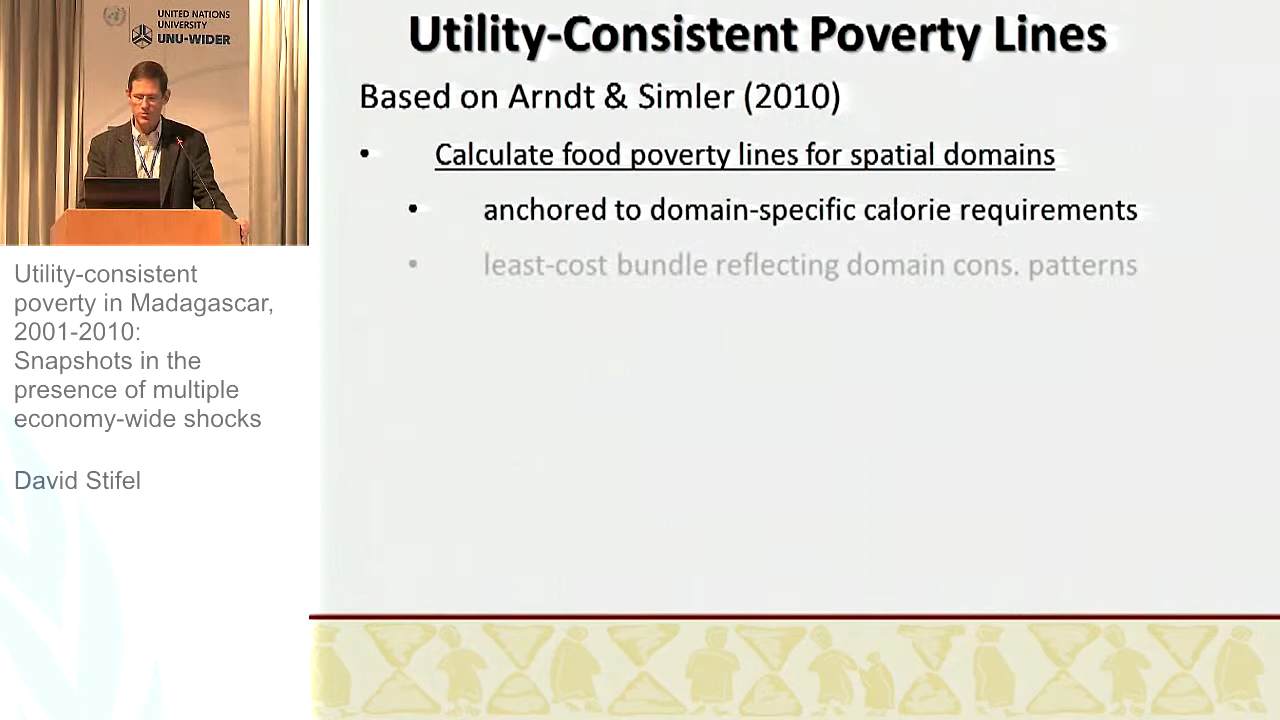 UNITED NATIONS
UNIVERSITY
UNU-WIDER
Utility-consistent
poverty in Madagascar,
2001-2010:
Snapshots in the
presence of multiple
economy-wide shocks
David Stifel
Utility-Consistent Poverty Lines
Based on Arndt & Simler (2010)
• Calculate food poverty lines for spatial domains
• anchored to domain-specific calorie requirements
• least-cost bundle reflecting domain cons. patterns